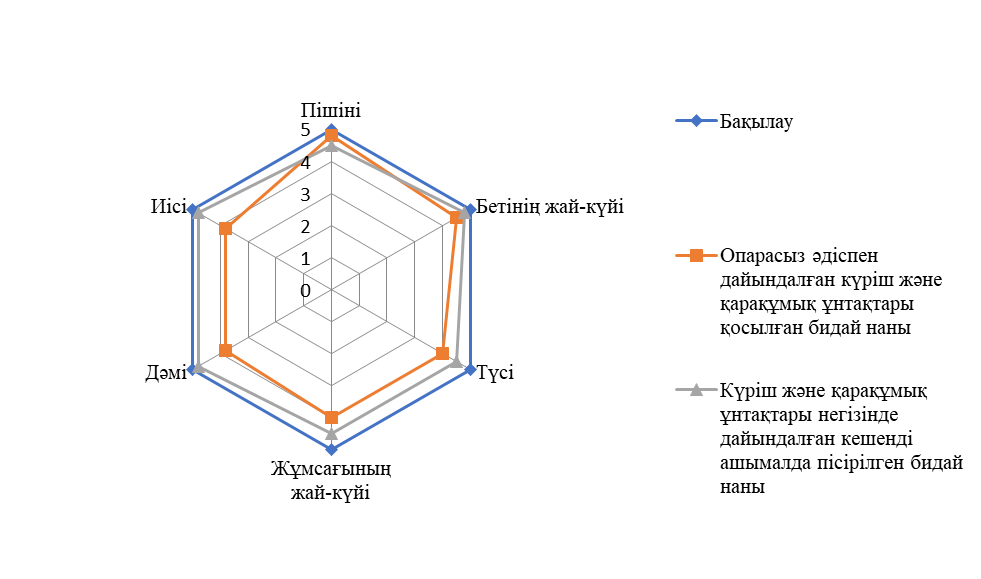 Пішіні
5
4
3
2
1
0
Бетінің жай-күйі
Түсі
Жұмсағының
жай-күйі
Дәмі
Иісі
Бақылау
Опарасыз әдіспен
дайындалған күріш және
қарақұмық ұнтақтары
қосылған бидай наны
Күріш және қарақұмық
ұнтақтары негізінде
дайындалған кешенді
ашымалда пісірілген бидай
наны